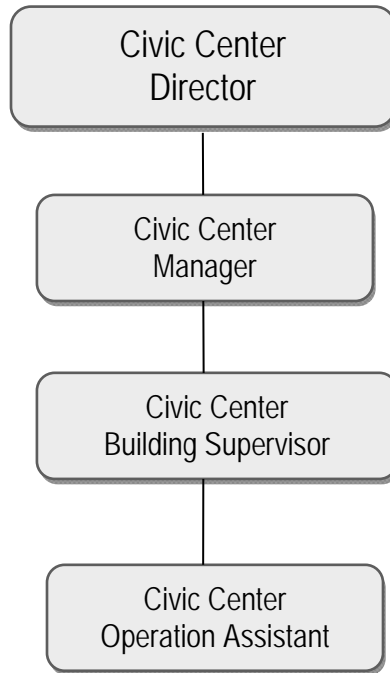 Civic Center
Director
Civic Center
Manager
Civic Center
Building Supervisor
Civic Center
Operation Assistant